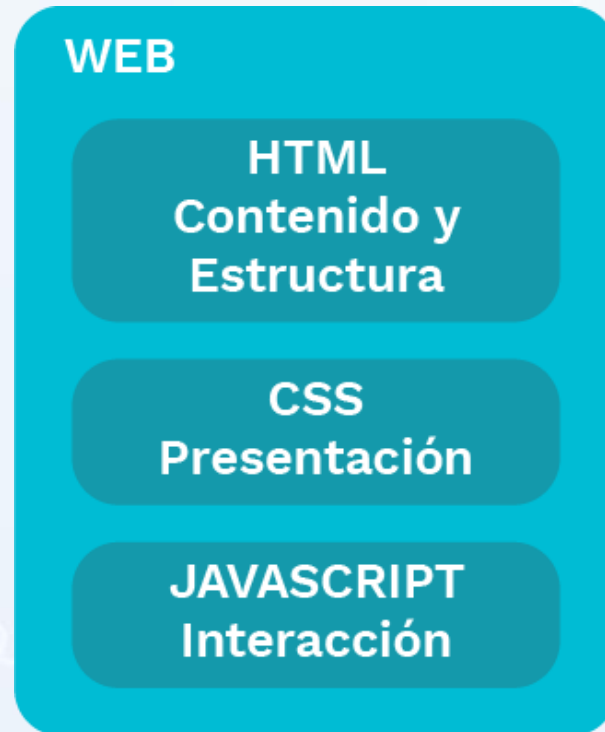 WEB
HTML
Contenido y
Estructura
CSS
Presentación
JAVASCRIPT
Interacción